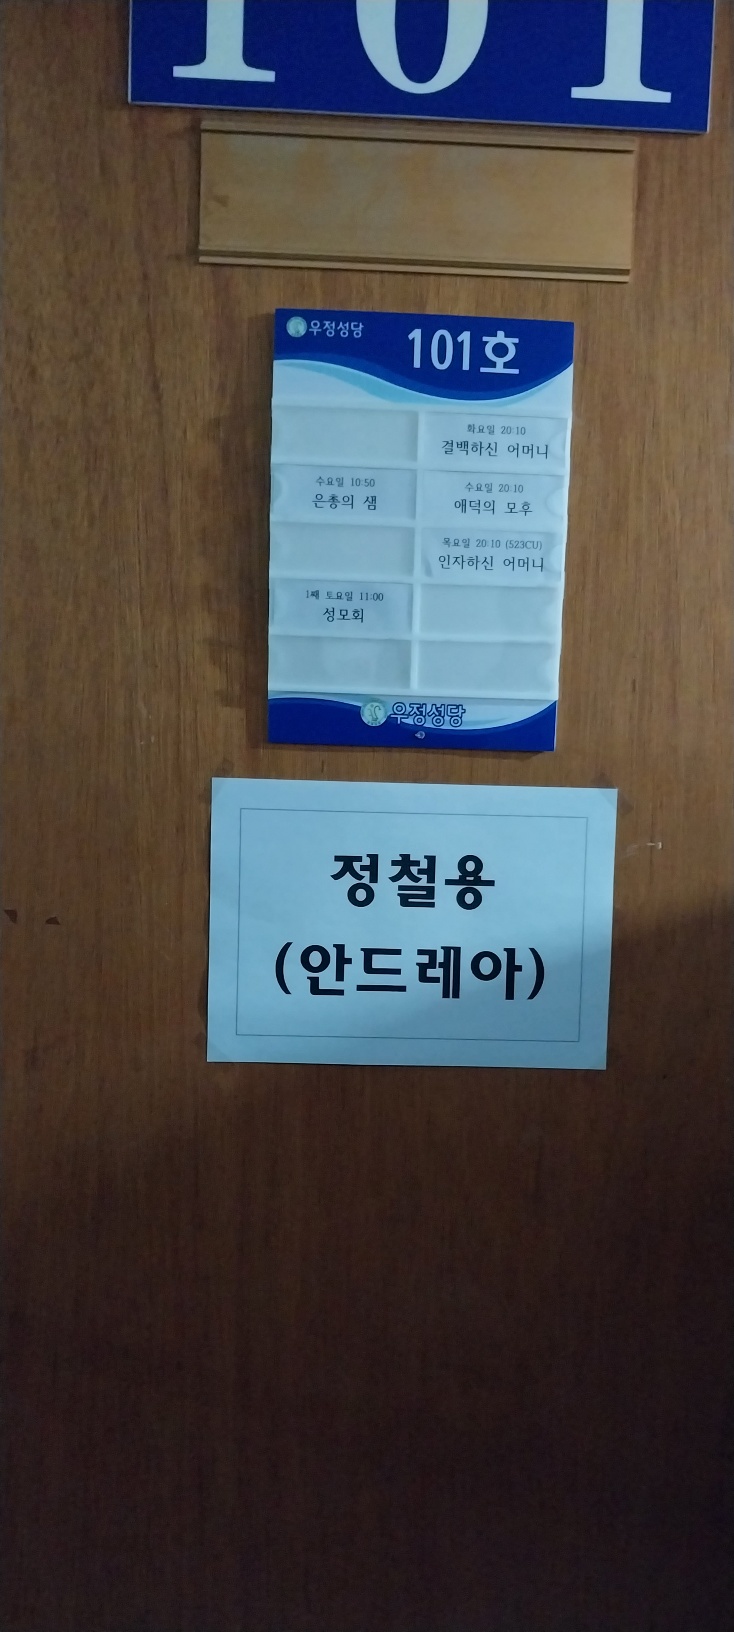 101
우정성당
101호
화요일 20:10
결백하신 어머니
수요일 10:50
은총의 샘
수요일 20:10
애덕의 모후
목요일 20:10 (523CU)
인자하신 어머니
1째 토요일 11:00
성모회
우정성당
정철용
(안드레아)